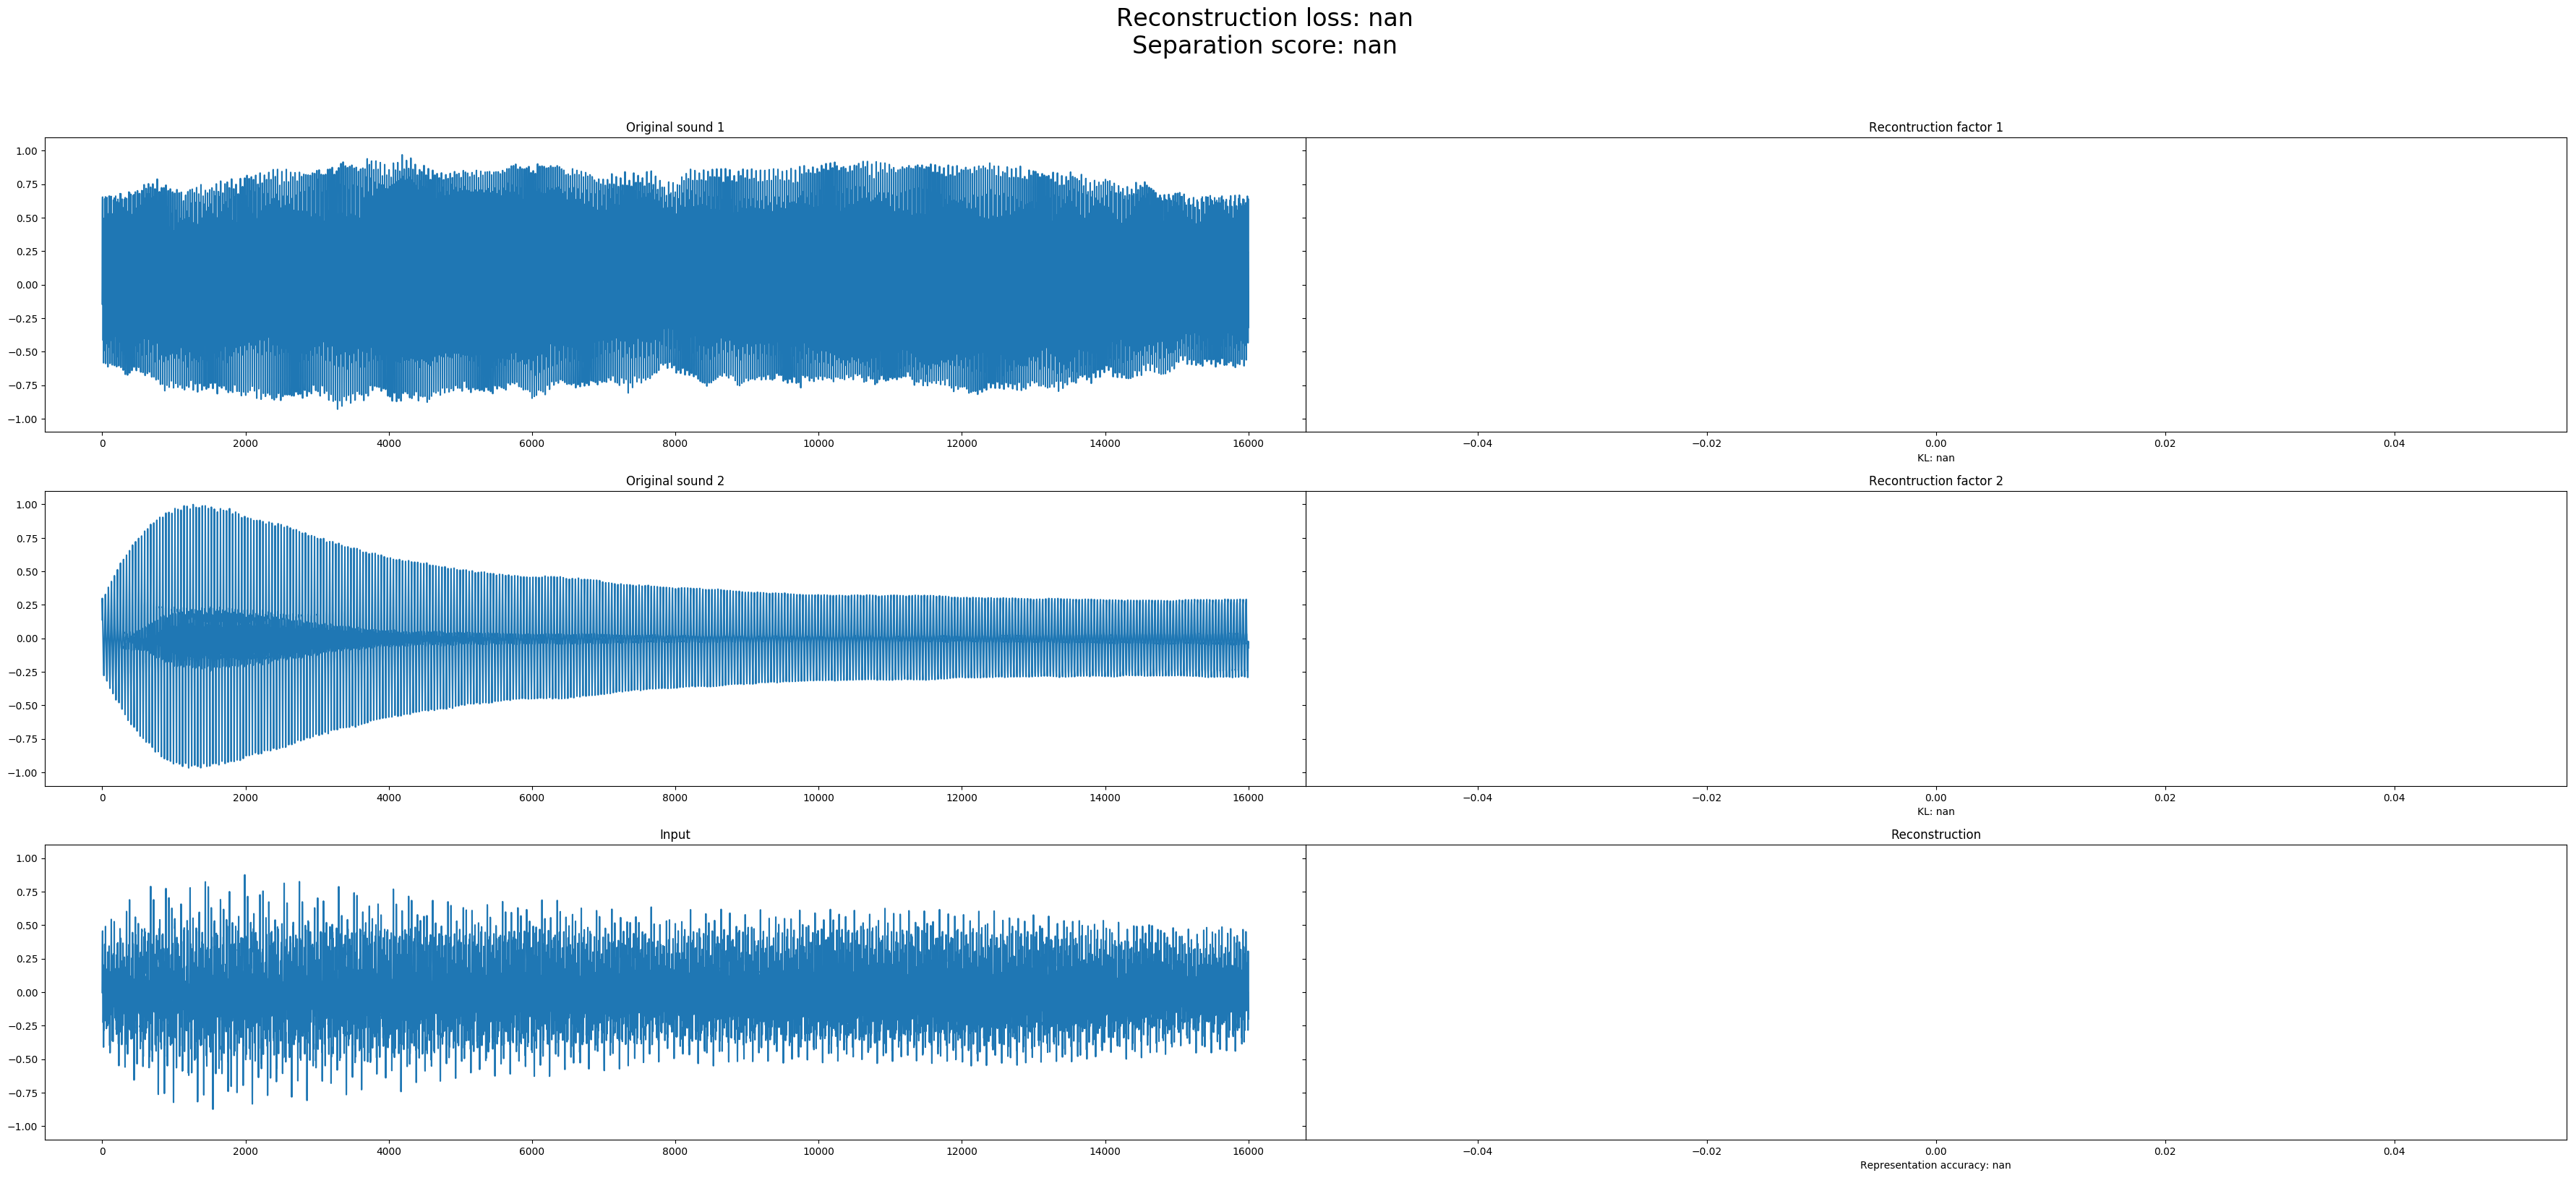 Reconstruction loss: nan
Separation score: nan
Original sound 1
Recontruction factor 1
1.00
0.75
0.50
0.25
0.00
−0.25
−0.50
−0.75
−1.00
0 2000 4000 6000 8000 10000 12000 14000 16000
−0.04 −0.02 0.00 0.02 0.04
KL: nan
Original sound 2
Recontruction factor 2
1.00
0.75
0.50
0.25
0.00
−0.25
−0.50
−0.75
−1.00
0 2000 4000 6000 8000 10000 12000 14000 16000
−0.04 −0.02 0.00 0.02 0.04
KL: nan
Input
Reconstruction
1.00
0.75
0.50
0.25
0.00
−0.25
−0.50
−0.75
−1.00
0 2000 4000 6000 8000 10000 12000 14000 16000
−0.04 −0.02 0.00 0.02 0.04
Representation accuracy: nan